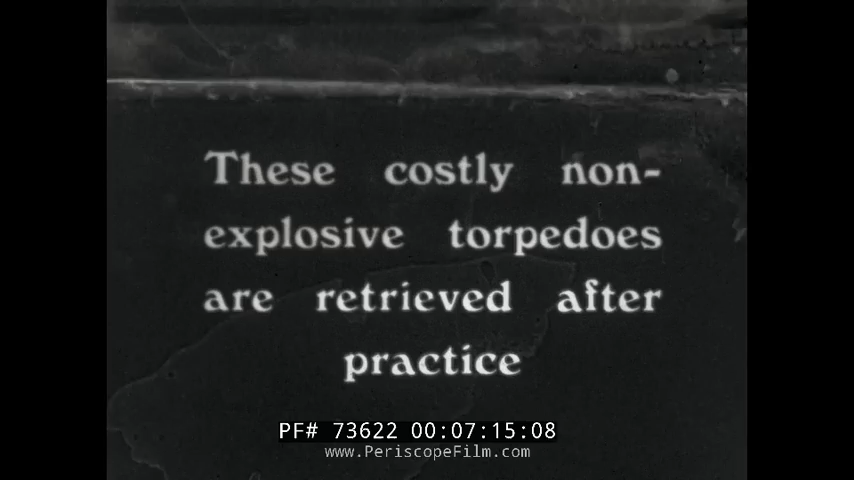 These costly non-
explosive torpedoes
are retrieved after
practice
PF# 73622 00:07:15:08
www.PeriscopeFilm.com